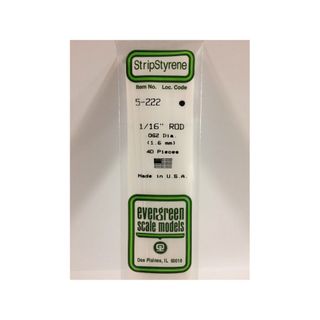 StripStyrene
Item No. Loc. Code
S-222
1/16" ROD
.062 Dia.
(1.6 mm)
40 Pieces
Made in U.S.A.
evergreen
scale models
Des Plaines, IL 60018